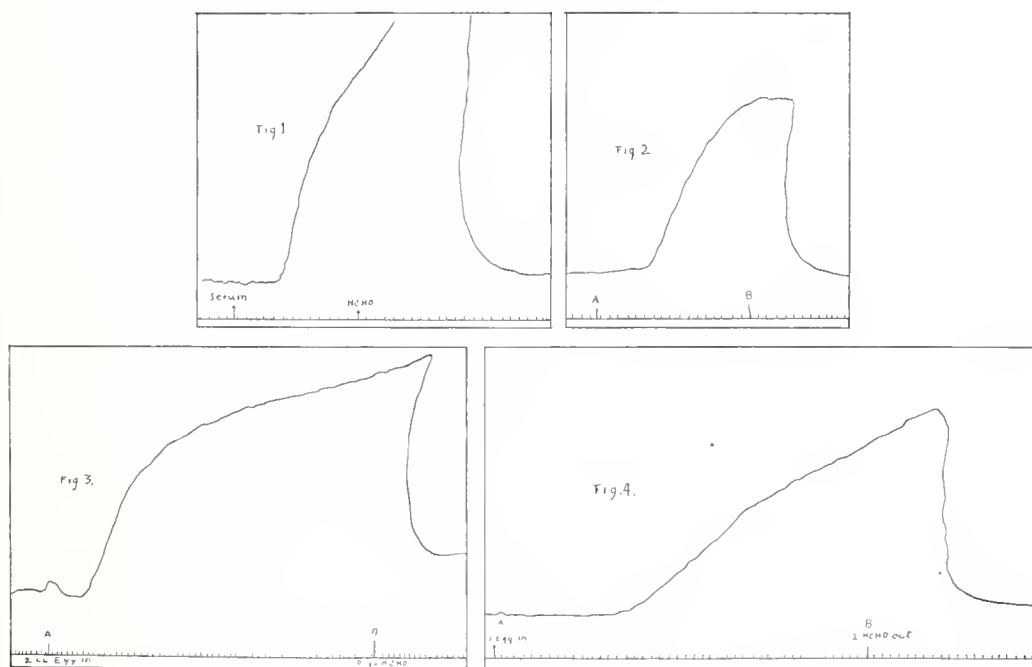 Fig 1
Serum
HCHO
Fig 2
A
B
Fig 3.
A
2 cc Egg in
HCHO
Fig. 4.
A
1 Egg in
B
2 HCHO out